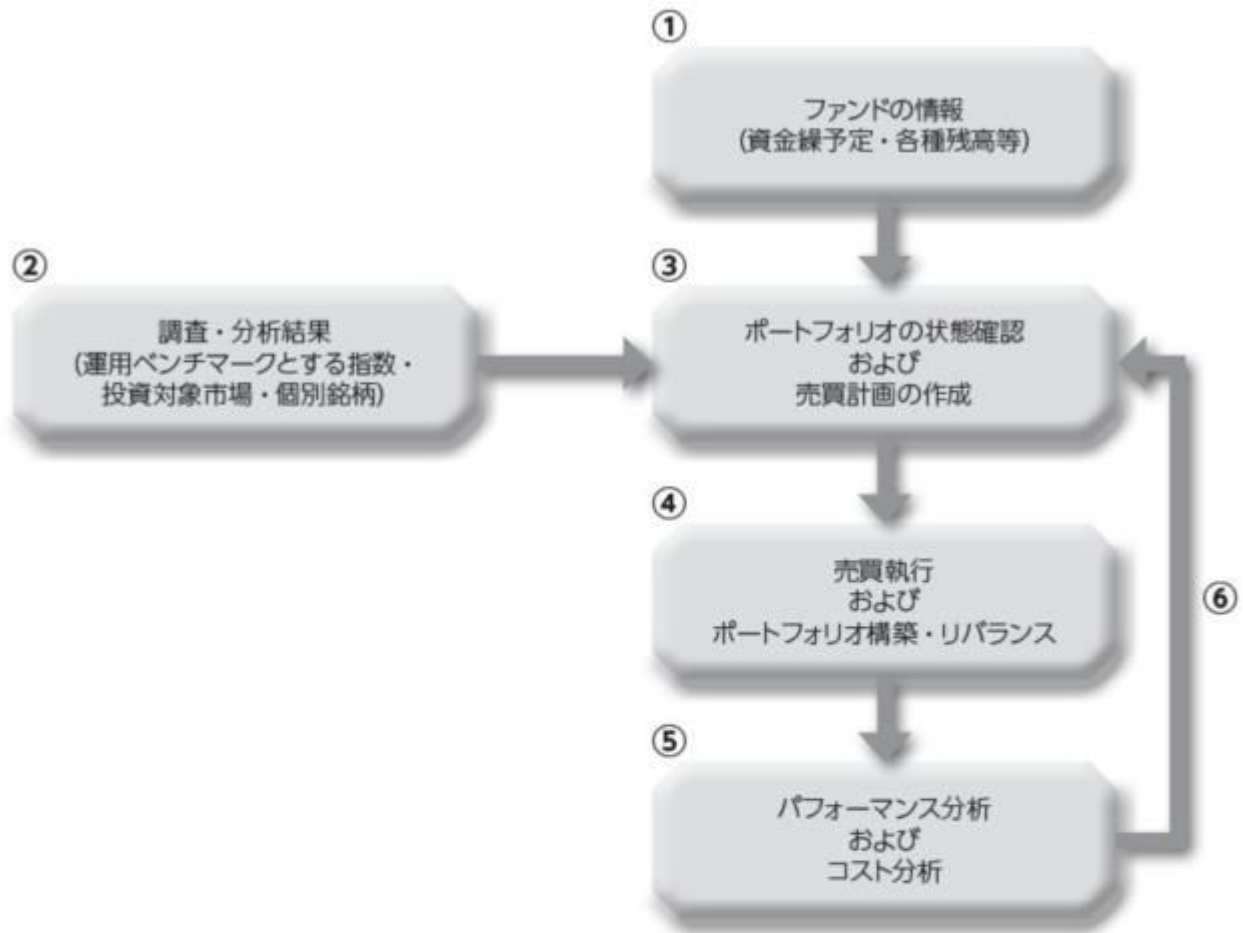 ①
ファンドの情報
(資金繰予定・各種残高等)
②
調査・分析結果
(運用ベンチマークとする指数・
投資対象市場・個別銘柄)
③
ポートフォリオの状態確認
および
売買計画の作成
④
売買執行
および
ポートフォリオ構築・リバランス
⑤
パフォーマンス分析
および
コスト分析
⑥